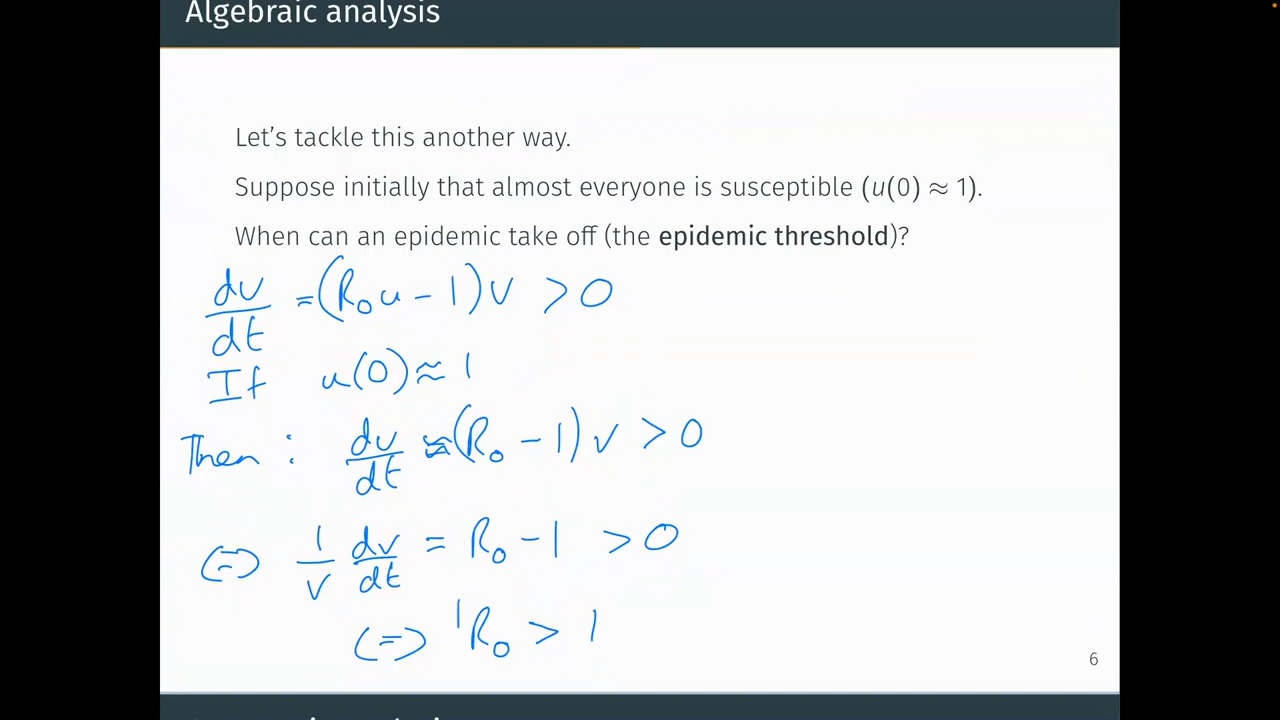 Algebraic analysis
Let's tackle this another way.
Suppose initially that almost everyone is susceptible (u(0) ≈ 1).
When can an epidemic take off (the epidemic threshold)?
dv/dt = (R₀u − 1)v > 0
If u(0) ≈ 1
Then : dv/dt ≈ (R₀ − 1)v > 0
(=) 1/v dv/dt = R₀ − 1 > 0
(=) R₀ > 1
6